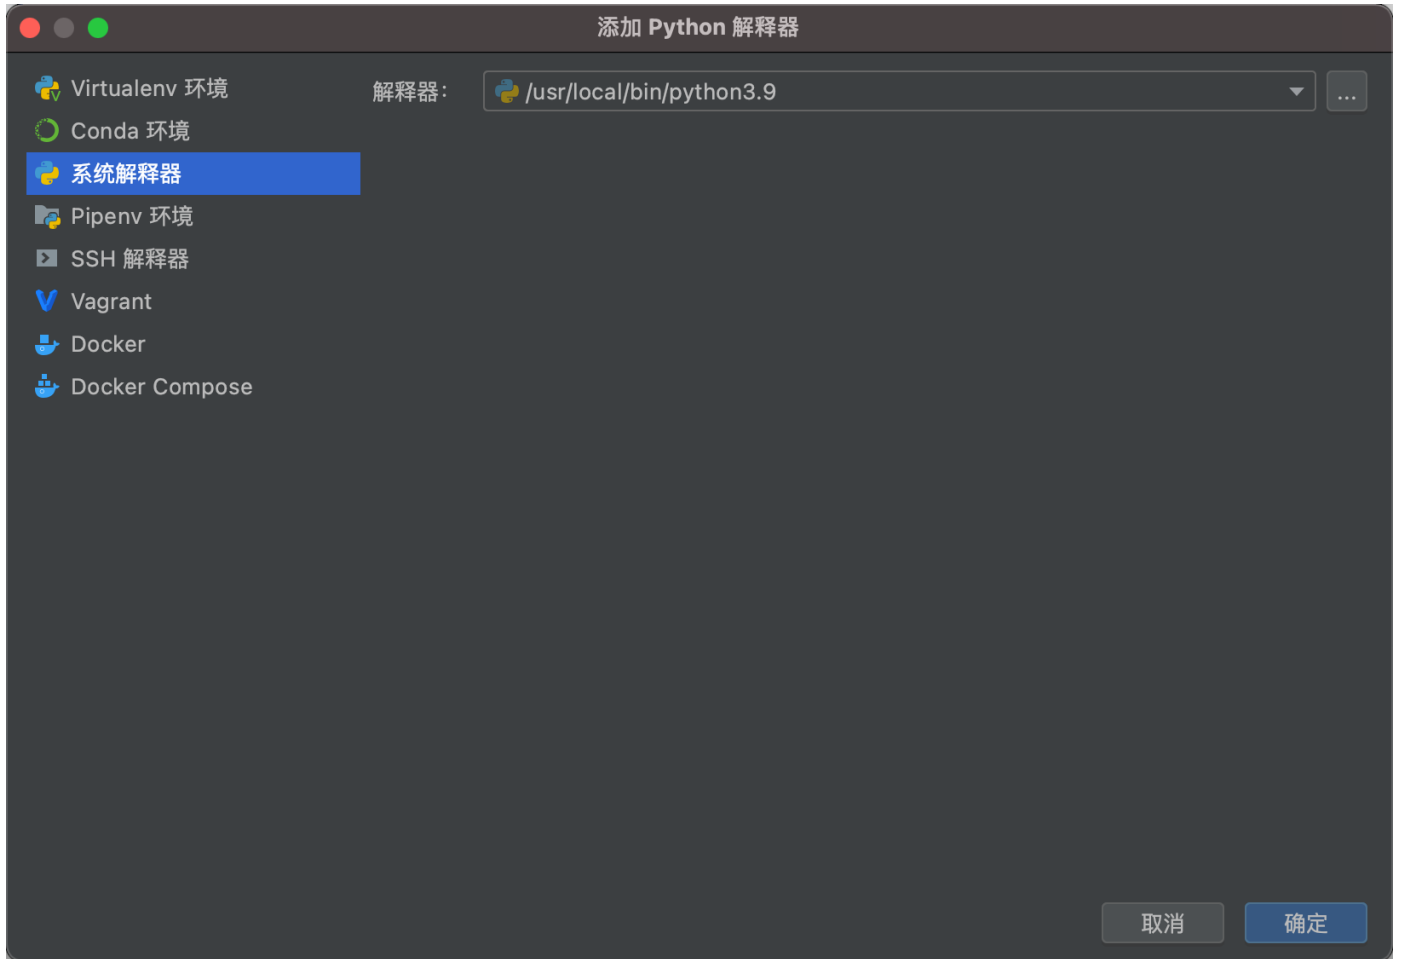 添加 Python 解释器
Virtualenv 环境
Conda 环境
系统解释器
Pipenv 环境
SSH 解释器
Vagrant
Docker
Docker Compose
解释器: /usr/local/bin/python3.9 ...
取消 确定